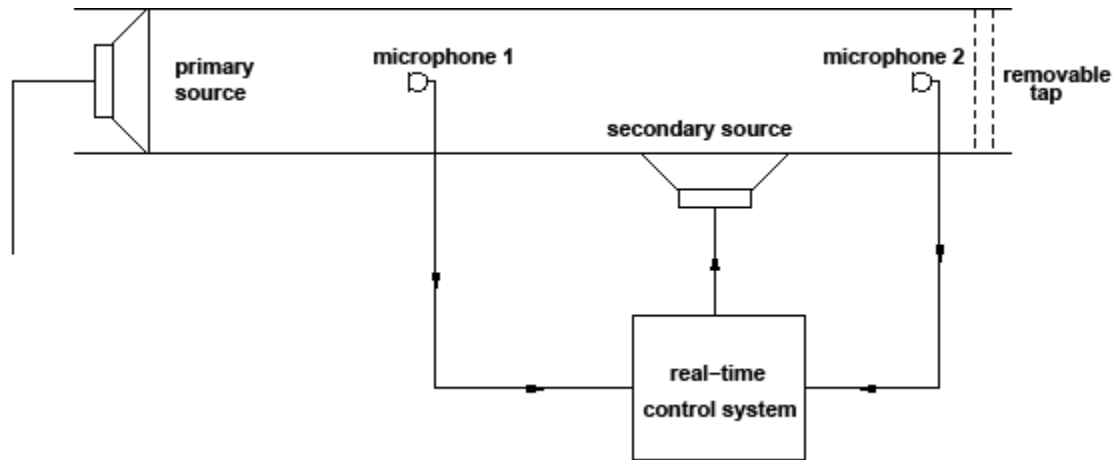 primary
source
microphone 1
microphone 2
removable
tap
secondary source
real-time
control system